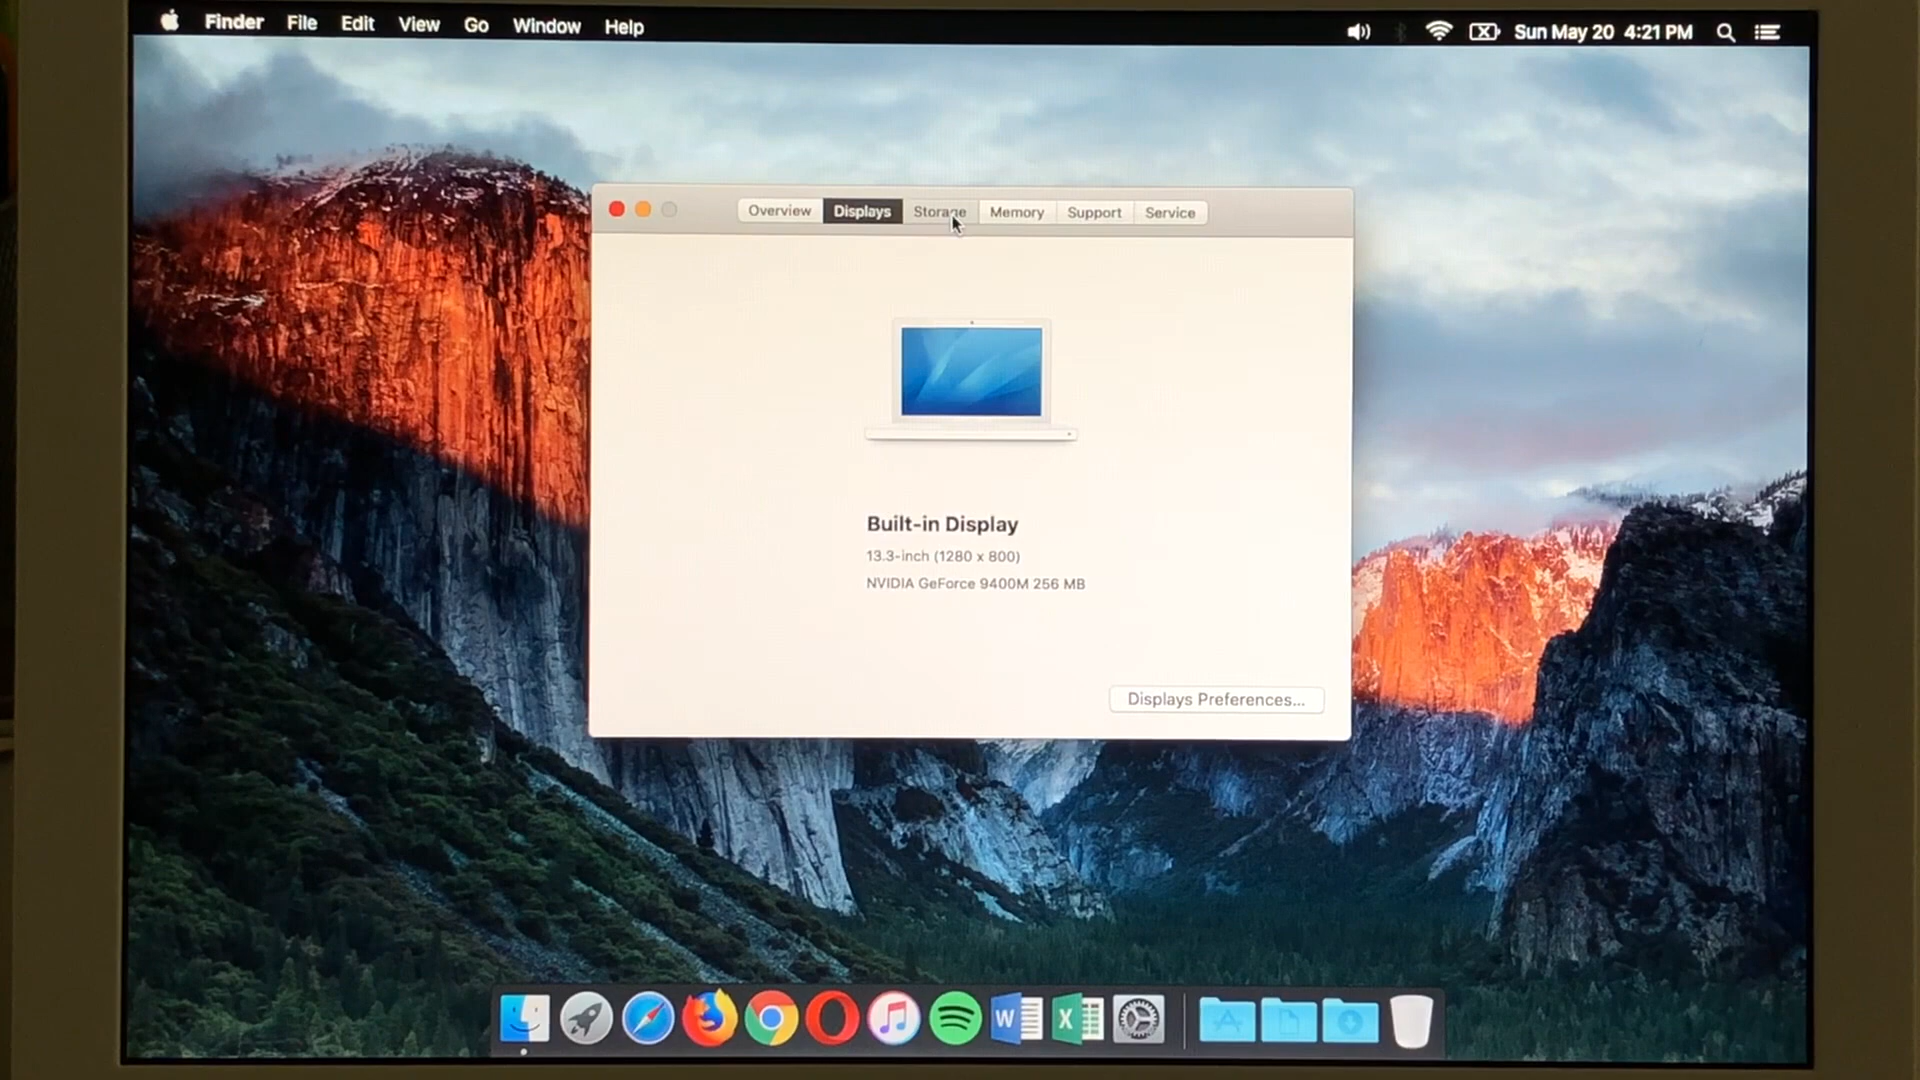 Finder File Edit View Go Window Help
Sun May 20 4:21 PM
Overview Displays Storage Memory Support Service
Built-in Display
13.3-inch (1280 x 800)
NVIDIA GeForce 9400M 256 MB
Displays Preferences...
W X